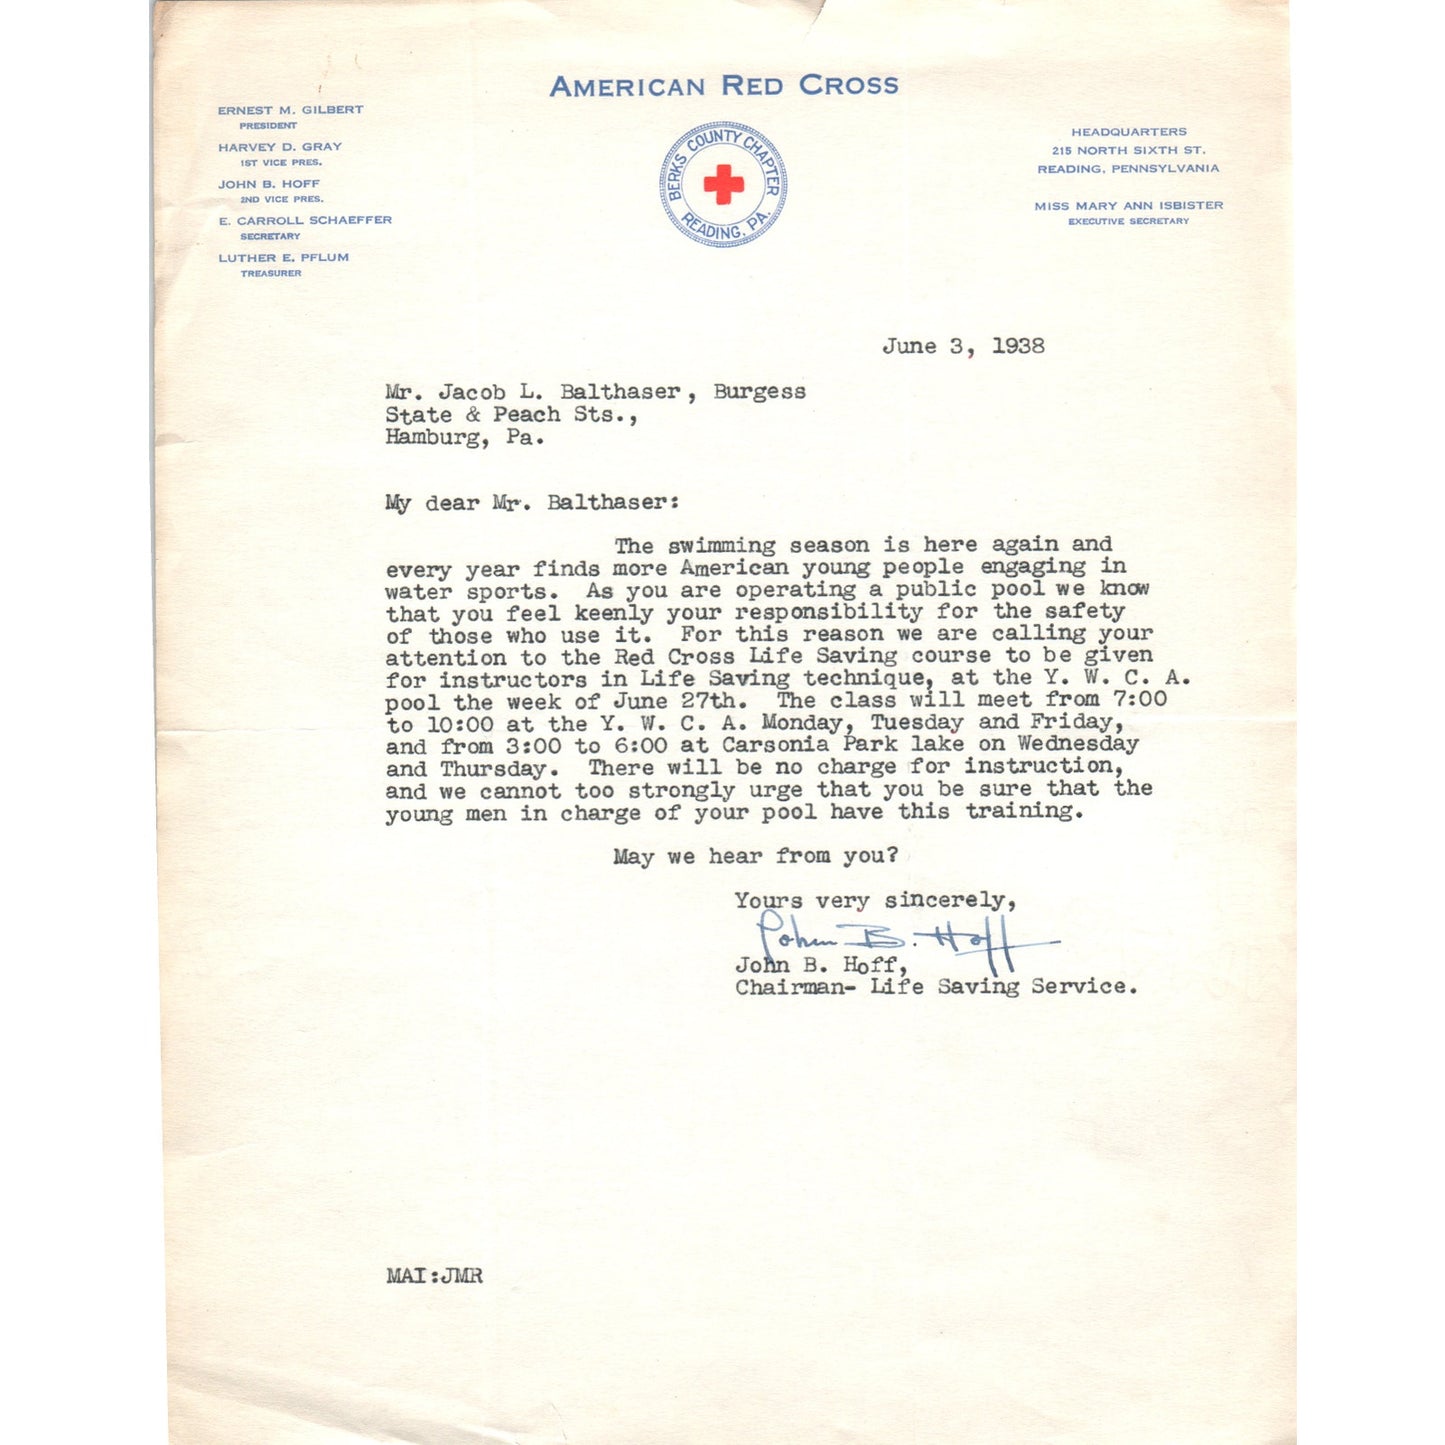 AMERICAN RED CROSS
ERNEST M. GILBERT
PRESIDENT
HARVEY D. GRAY
1ST VICE PRES.
JOHN B. HOFF
2ND VICE PRES.
E. CARROLL SCHAEFFER
SECRETARY
LUTHER E. PFLUM
TREASURER
BERKS COUNTY CHAPTER
READING, PA.
HEADQUARTERS
215 NORTH SIXTH ST.
READING, PENNSYLVANIA
MISS MARY ANN ISBISTER
EXECUTIVE SECRETARY
June 3, 1938
Mr. Jacob L. Balthaser, Burgess
State & Peach Sts.,
Hamburg, Pa.
My dear Mr. Balthaser:
The swimming season is here again and
every year finds more American young people engaging in
water sports. As you are operating a public pool we know
that you feel keenly your responsibility for the safety
of those who use it. For this reason we are calling your
attention to the Red Cross Life Saving course to be given
for instructors in Life Saving technique, at the Y. W. C. A.
pool the week of June 27th. The class will meet from 7:00
to 10:00 at the Y. W. C. A. Monday, Tuesday and Friday,
and from 3:00 to 6:00 at Carsonia Park lake on Wednesday
and Thursday. There will be no charge for instruction,
and we cannot too strongly urge that you be sure that the
young men in charge of your pool have this training.
May we hear from you?
Yours very sincerely,
John B. Hoff
John B. Hoff,
Chairman- Life Saving Service.
MAI:JMR